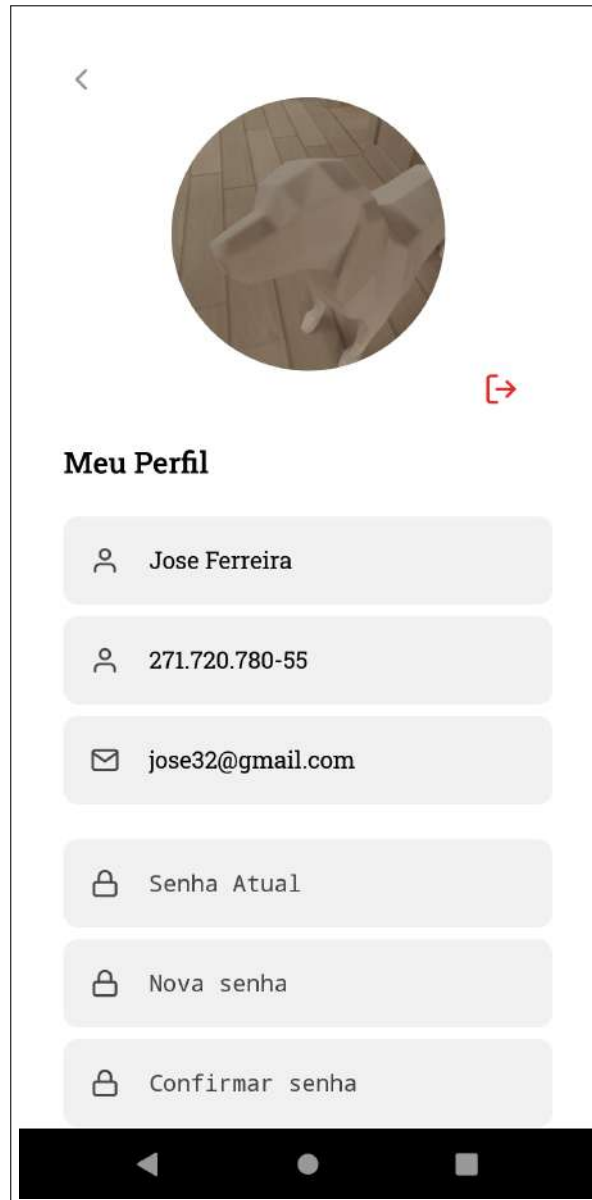 Meu Perfil
Jose Ferreira
271.720.780-55
jose32@gmail.com
Senha Atual
Nova senha
Confirmar senha